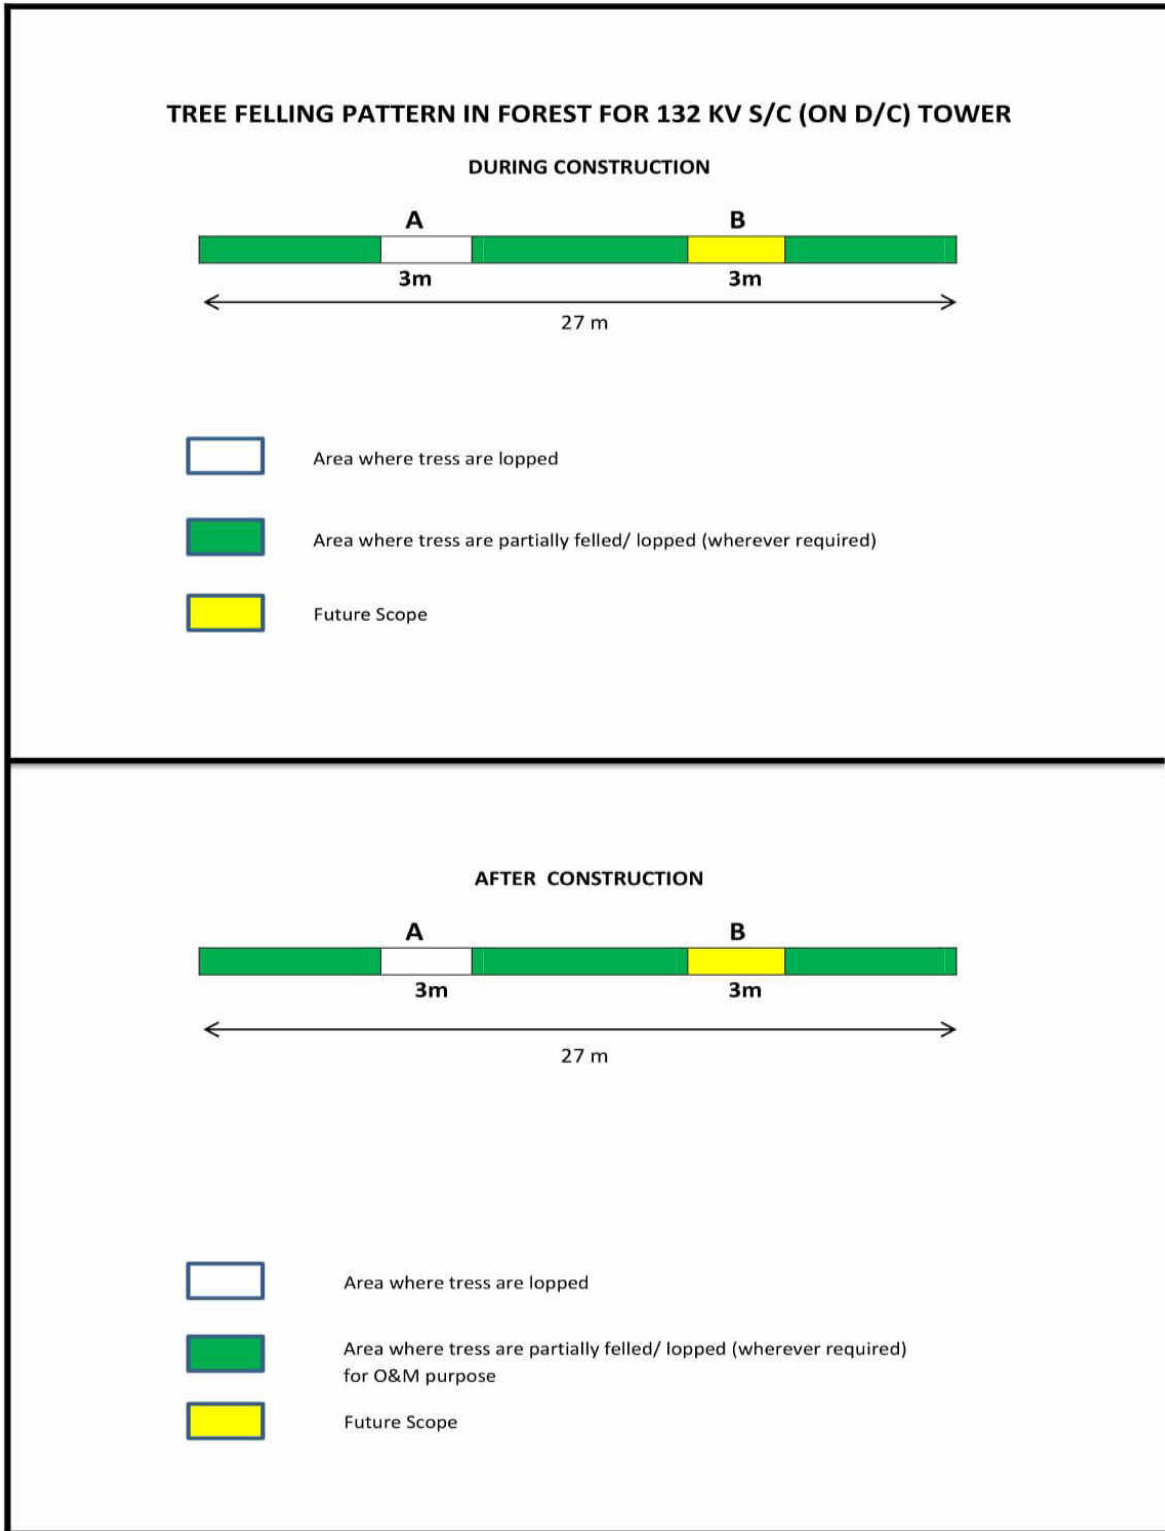 TREE FELLING PATTERN IN FOREST FOR 132 KV S/C (ON D/C) TOWER
DURING CONSTRUCTION
A B
3m 3m
27 m
Area where tress are lopped
Area where tress are partially felled/ lopped (wherever required)
Future Scope
AFTER CONSTRUCTION
A B
3m 3m
27 m
Area where tress are lopped
Area where tress are partially felled/ lopped (wherever required)
for O&M purpose
Future Scope